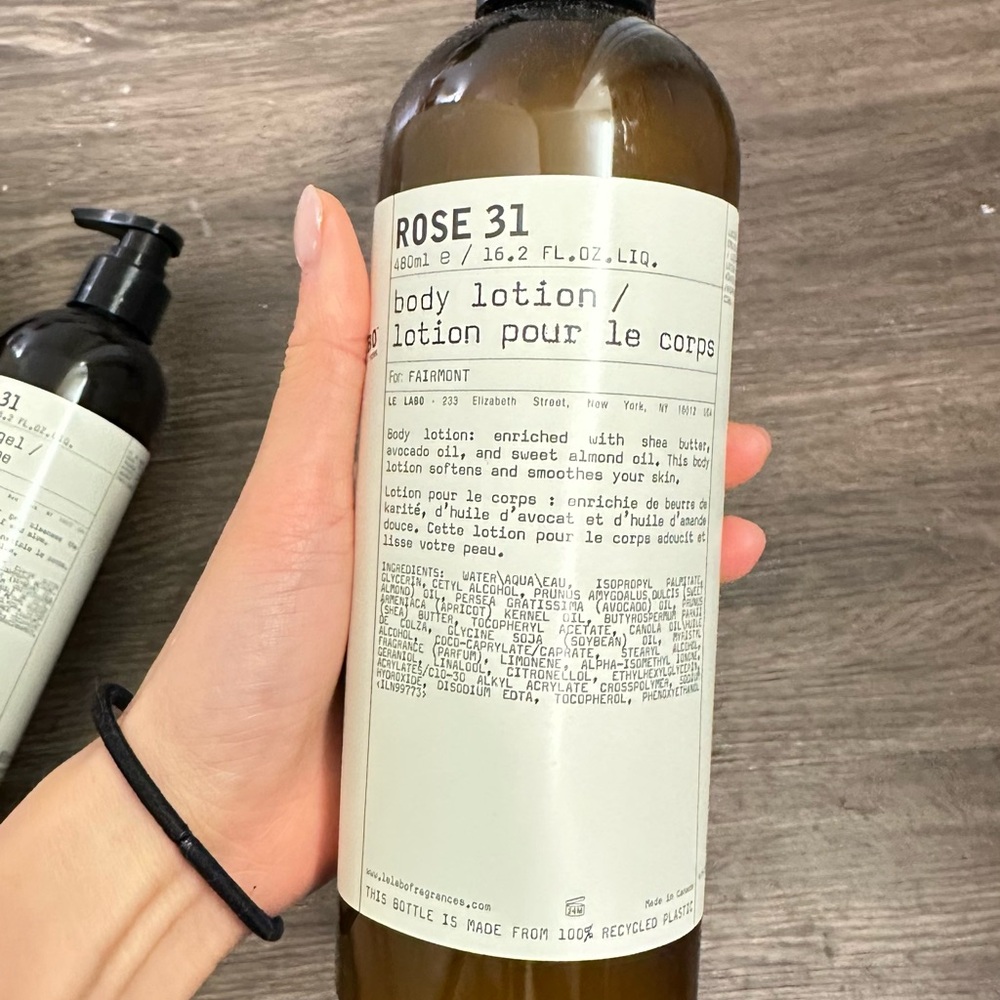 ROSE 31
480ml e / 16.2 FL.OZ.LIQ.
body lotion /
lotion pour le corps
For: FAIRMONT
LE LABO - 233 Elizabeth Street, New York, NY 10012 USA
Body lotion: enriched with shea butter,
avocado oil, and sweet almond oil. This body
lotion softens and smoothes your skin.
Lotion pour le corps : enrichie de beurre de
karité, d'huile d'avocat et d'huile d'amande
douce. Cette lotion pour le corps adoucit et
lisse votre peau.
INGREDIENTS: WATER\AQUA\EAU, ISOPROPYL PALMITATE,
GLYCERIN, CETYL ALCOHOL, PRUNUS AMYGDALUS DULCIS (SWEET
ALMOND) OIL, PERSEA GRATISSIMA (AVOCADO) OIL, PRUNUS
ARMENIACA (APRICOT) KERNEL OIL, BUTYROSPERMUM PARKII
(SHEA) BUTTER, TOCOPHERYL ACETATE, CANOLA OIL\HUILE
DE COLZA, GLYCINE SOJA (SOYBEAN) OIL, MYRISTYL
ALCOHOL, COCO-CAPRYLATE/CAPRATE, STEARYL ALCOHOL,
FRAGRANCE (PARFUM), LIMONENE, ALPHA-ISOMETHYL IONONE,
GERANIOL, LINALOOL, CITRONELLOL, ETHYLHEXYLGLYCERIN,
ACRYLATES/C10-30 ALKYL ACRYLATE CROSSPOLYMER, SODIUM
HYDROXIDE, DISODIUM EDTA, TOCOPHEROL, PHENOXYETHANOL
<ILN99773>
www.lelabofragrances.com
24M
Made in Canada
THIS BOTTLE IS MADE FROM 100% RECYCLED PLASTIC
31
.2 FL.OZ.LIQ.
gel /